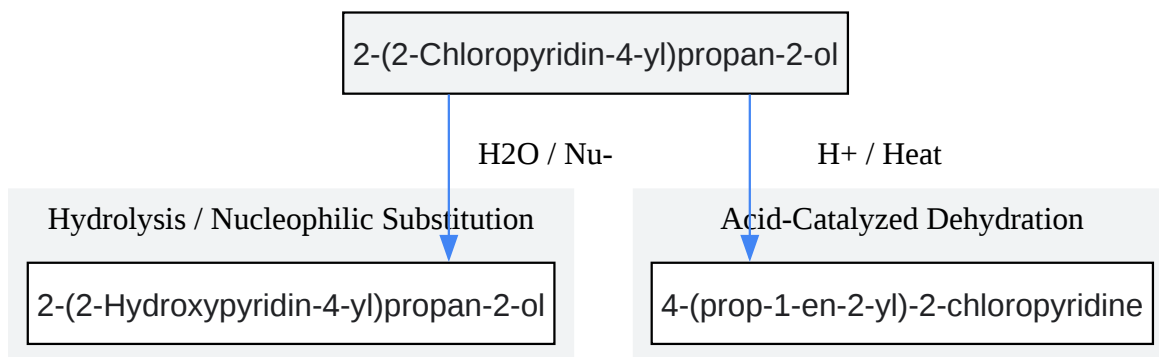 2-(2-Chloropyridin-4-yl)propan-2-ol
H2O / Nu-
H+ / Heat
Hydrolysis / Nucleophilic Substitution
Acid-Catalyzed Dehydration
2-(2-Hydroxypyridin-4-yl)propan-2-ol
4-(prop-1-en-2-yl)-2-chloropyridine